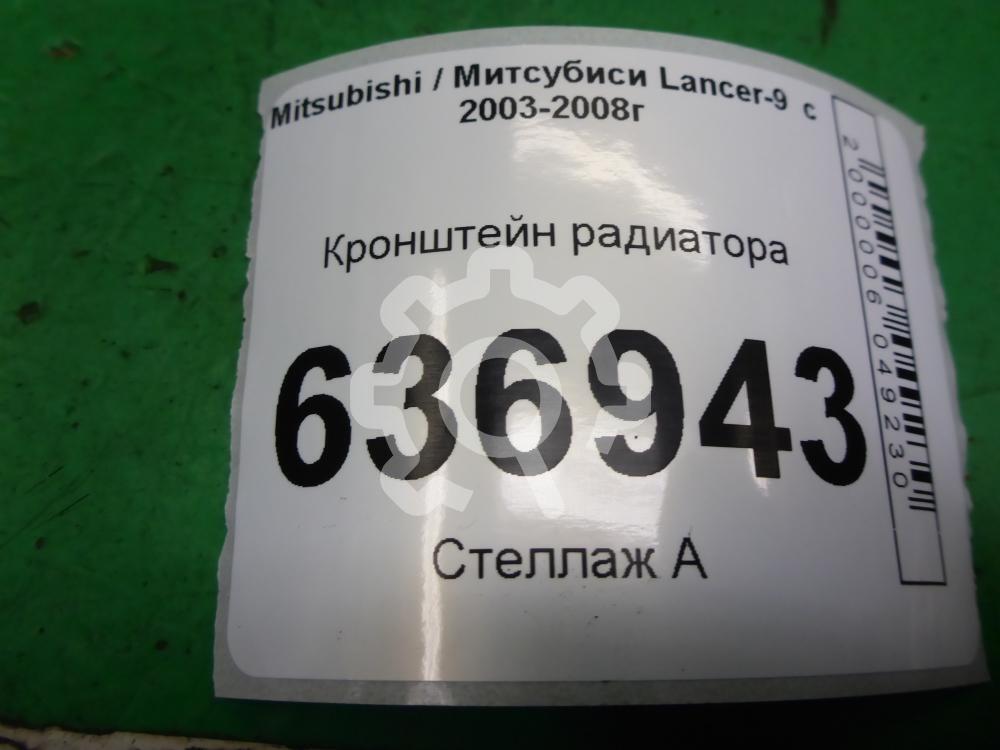 Mitsubishi / Митсубиси Lancer-9 с
2003-2008г
Кронштейн радиатора
636943
Стеллаж А
2000006049230